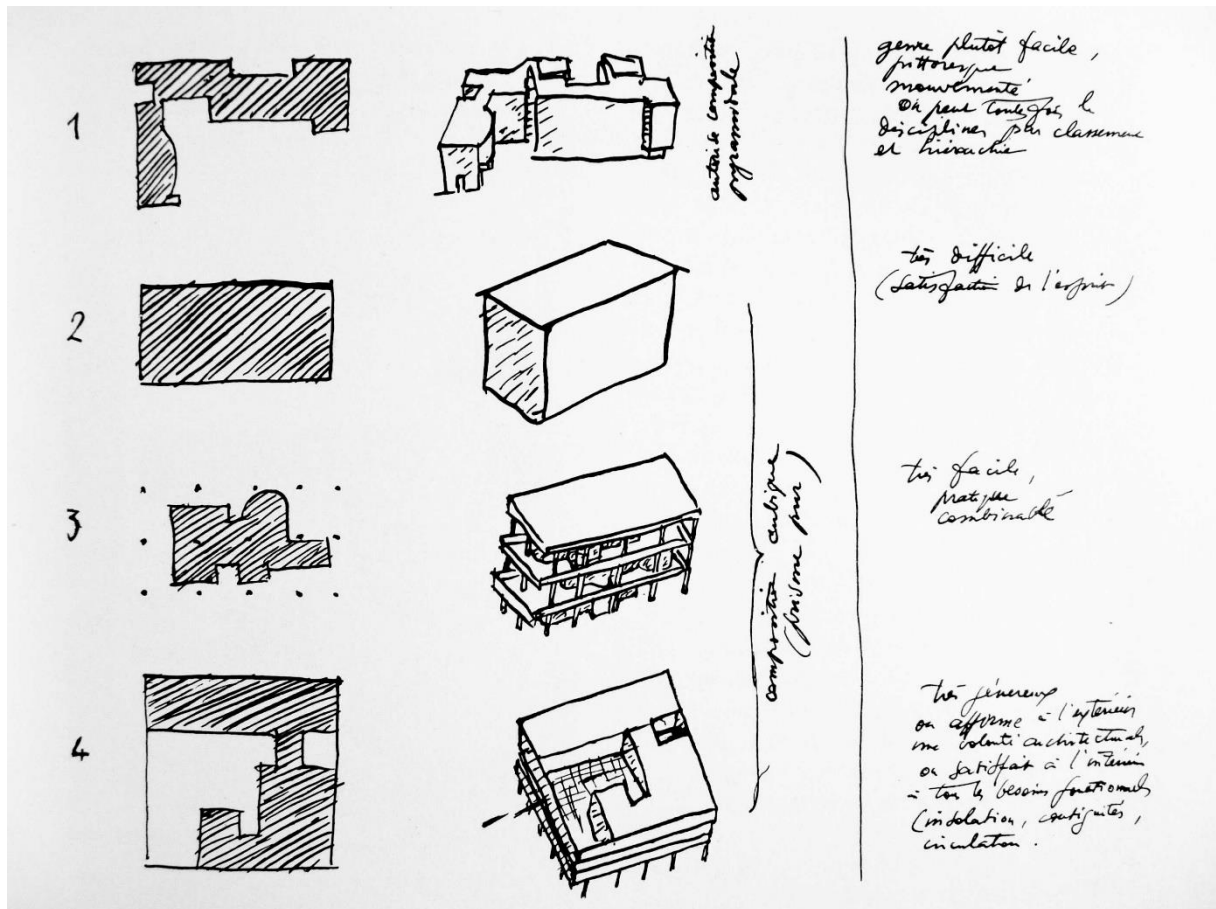 1
genre plutôt facile,
pittoresque
mouvementé
on peut toutefois le
discipliner par classement
et hiérarchie
composition
pyramidale
2
très difficile
(satisfaction de l'esprit)
3
très facile,
pratique
combinable
composition cubique
(prisme pur)
4
très généreux
on affirme à l'extérieur
une volonté architecturale,
on satisfait à l'intérieur
à tous les besoins fonctionnels
(insolation, contiguités,
circulation.